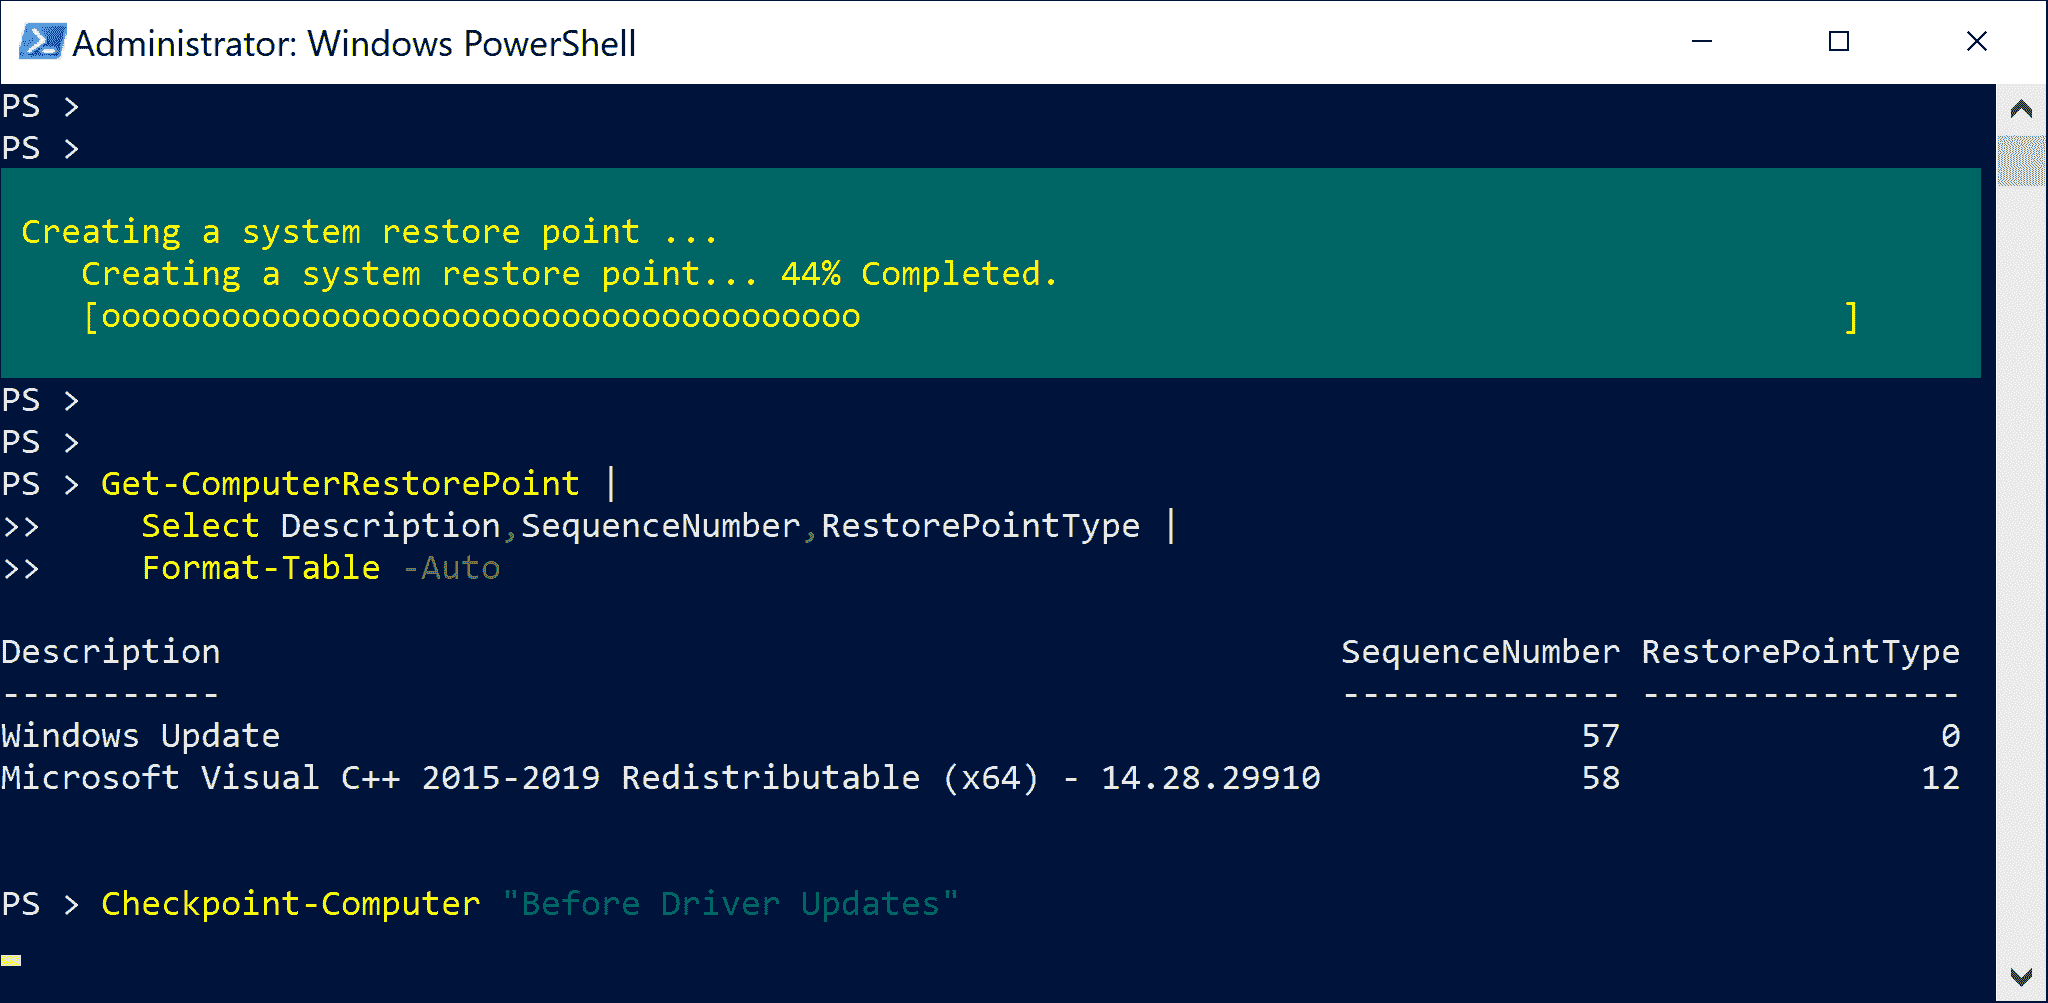 Administrator: Windows PowerShell
PS >
PS >
Creating a system restore point ...
Creating a system restore point... 44% Completed.
[oooooooooooooooooooooooooooooooooooooo                                                 ]
PS >
PS >
PS > Get-ComputerRestorePoint |
>>     Select Description,SequenceNumber,RestorePointType |
>>     Format-Table -Auto
Description SequenceNumber RestorePointType
----------- -------------- ----------------
Windows Update 57 0
Microsoft Visual C++ 2015-2019 Redistributable (x64) - 14.28.29910 58 12
PS > Checkpoint-Computer "Before Driver Updates"